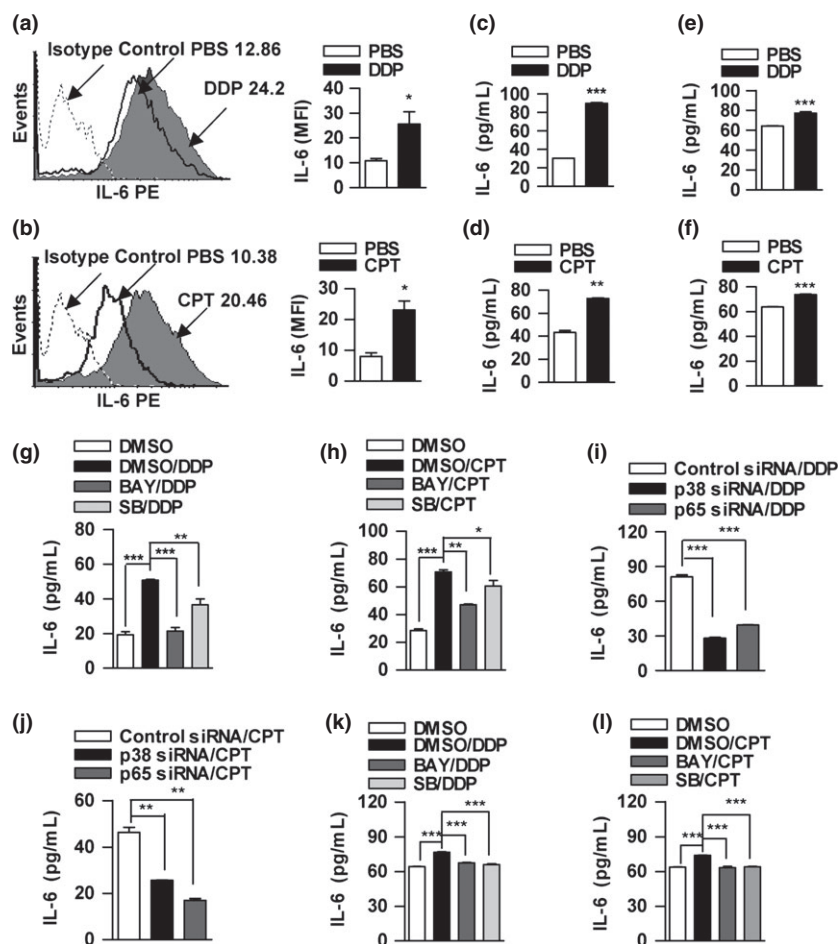 (a)
Isotype Control PBS 12.86
DDP 24.2
Events
IL-6 PE
PBS
DDP
IL-6 (MFI)
40
30
20
10
0
*
(c)
PBS
DDP
IL-6 (pg/mL)
100
80
60
40
20
0
***
(e)
PBS
DDP
IL-6 (pg/mL)
100
80
60
40
20
0
***
(b)
Isotype Control PBS 10.38
CPT 20.46
Events
IL-6 PE
PBS
CPT
IL-6 (MFI)
30
20
10
0
*
(d)
PBS
CPT
IL-6 (pg/mL)
100
80
60
40
20
0
**
(f)
PBS
CPT
IL-6 (pg/mL)
100
80
60
40
20
0
***
(g)
DMSO
DMSO/DDP
BAY/DDP
SB/DDP
IL-6 (pg/mL)
80
60
40
20
0
**
*** ***
(h)
DMSO
DMSO/CPT
BAY/CPT
SB/CPT
IL-6 (pg/mL)
100
80
60
40
20
0
*
*** **
(i)
Control siRNA/DDP
p38 siRNA/DDP
p65 siRNA/DDP
IL-6 (pg/mL)
120
90
60
30
0
***
***
(j)
Control siRNA/CPT
p38 siRNA/CPT
p65 siRNA/CPT
IL-6 (pg/mL)
60
40
20
0
**
**
(k)
DMSO
DMSO/DDP
BAY/DDP
SB/DDP
IL-6 (pg/mL)
120
90
60
30
0
***
*** ***
(l)
DMSO
DMSO/CPT
BAY/CPT
SB/CPT
IL-6 (pg/mL)
120
90
60
30
0
***
*** ***